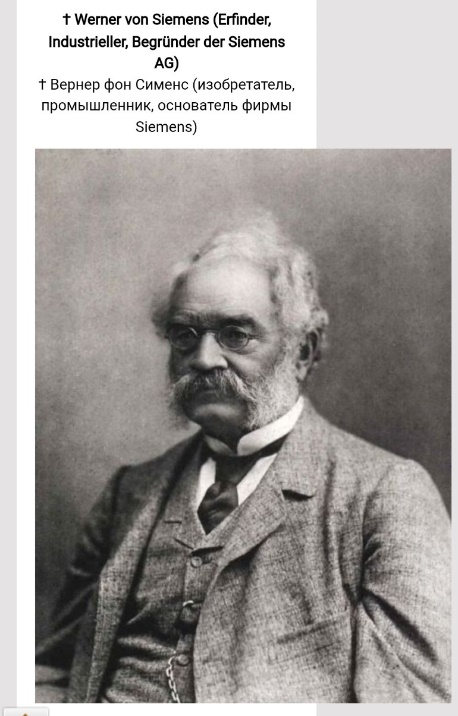 † Werner von Siemens (Erfinder,
Industrieller, Begründer der Siemens
AG)
† Вернер фон Сименс (изобретатель,
промышленник, основатель фирмы
Siemens)